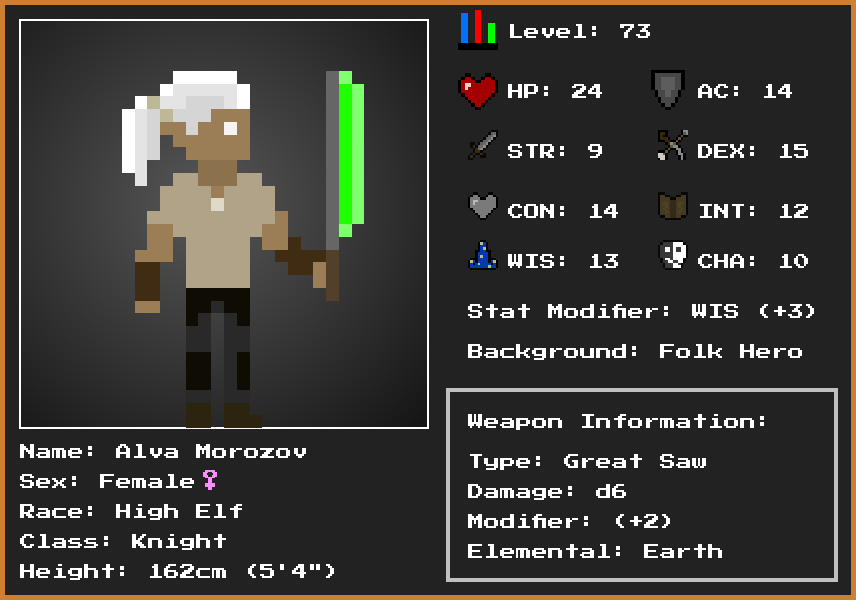 Level: 73
HP: 24
AC: 14
STR: 9
DEX: 15
CON: 14
INT: 12
WIS: 13
CHA: 10
Stat Modifier: WIS (+3)
Background: Folk Hero
Weapon Information:
Type: Great Saw
Damage: d6
Modifier: (+2)
Elemental: Earth
Name: Alva Morozov
Sex: Female♀
Race: High Elf
Class: Knight
Height: 162cm (5'4")